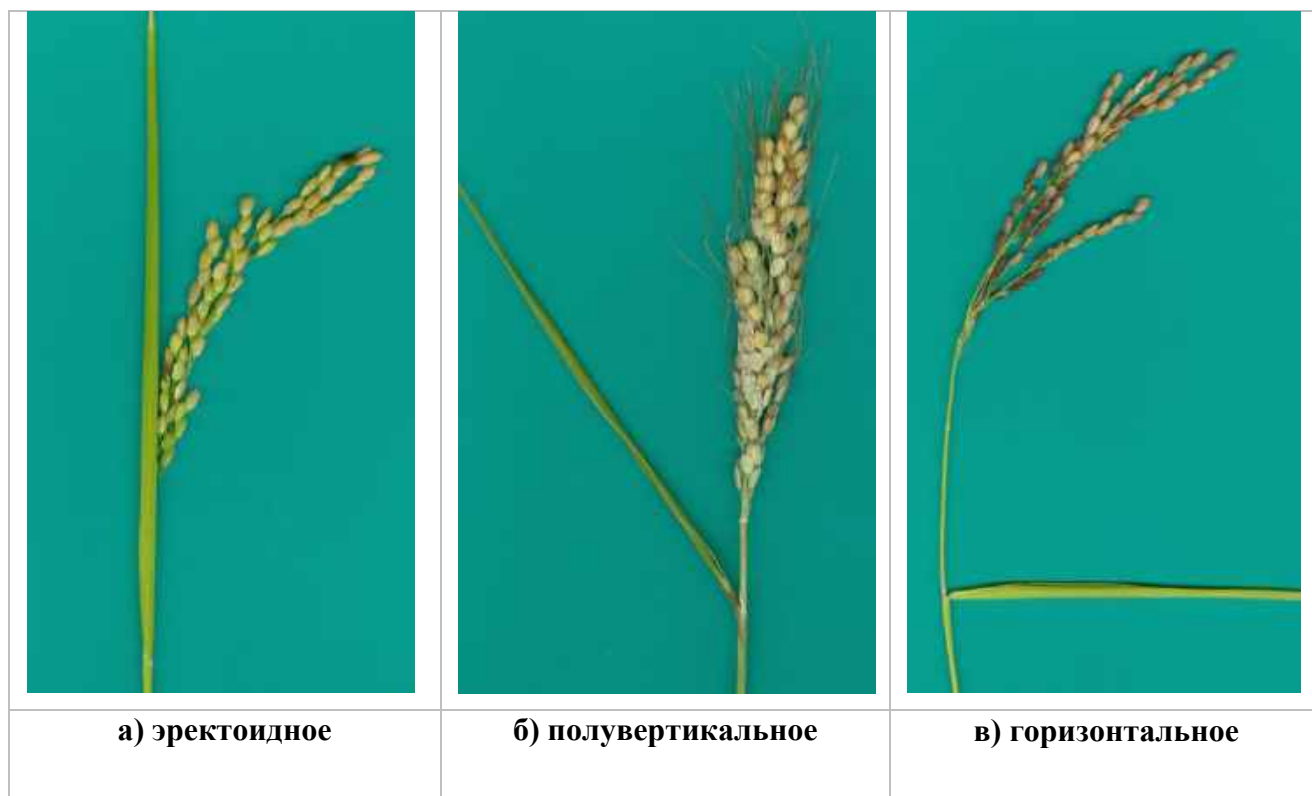 а) эректоидное
б) полувертикальное
в) горизонтальное